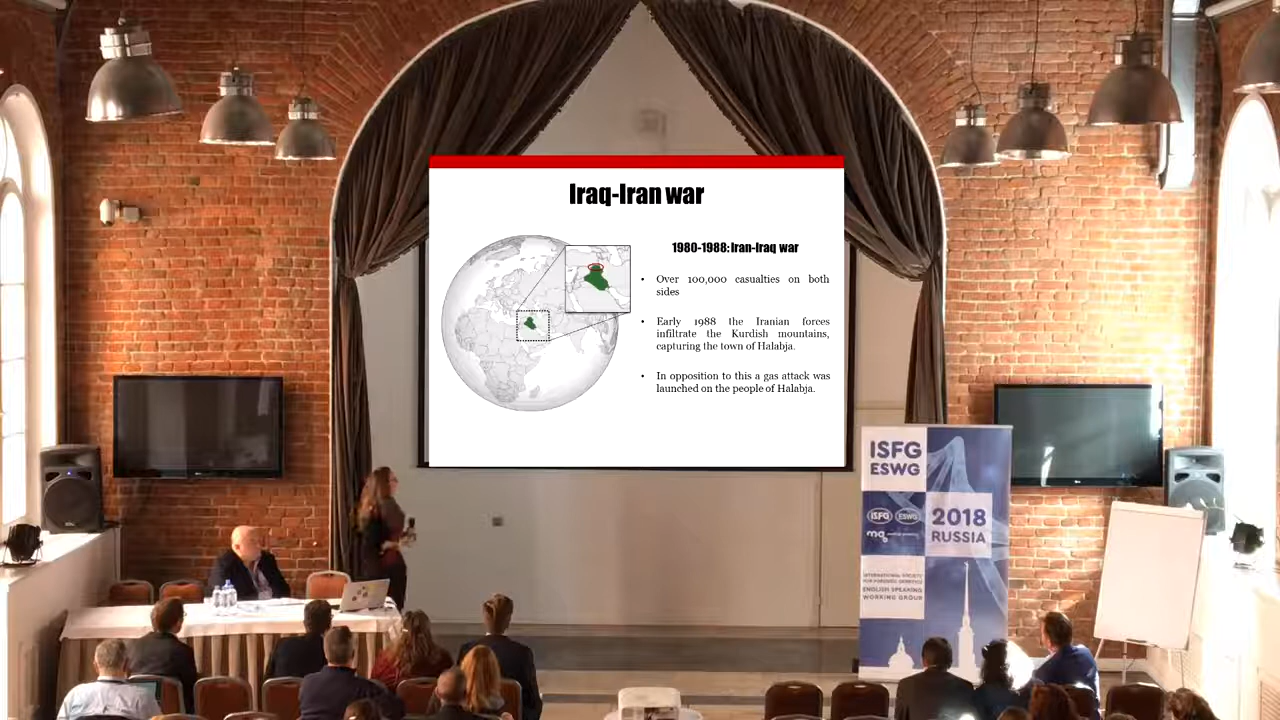 Iraq-Iran war
1980-1988: Iran-Iraq war
• Over 100,000 casualties on both
sides
• Early 1988 the Iranian forces
infiltrate the Kurdish mountains,
capturing the town of Halabja.
• In opposition to this a gas attack was
launched on the people of Halabja.
ISFG
ESWG
ISFG ESWG
2018
RUSSIA
INTERNATIONAL SOCIETY
FOR FORENSIC GENETICS
ENGLISH SPEAKING
WORKING GROUP